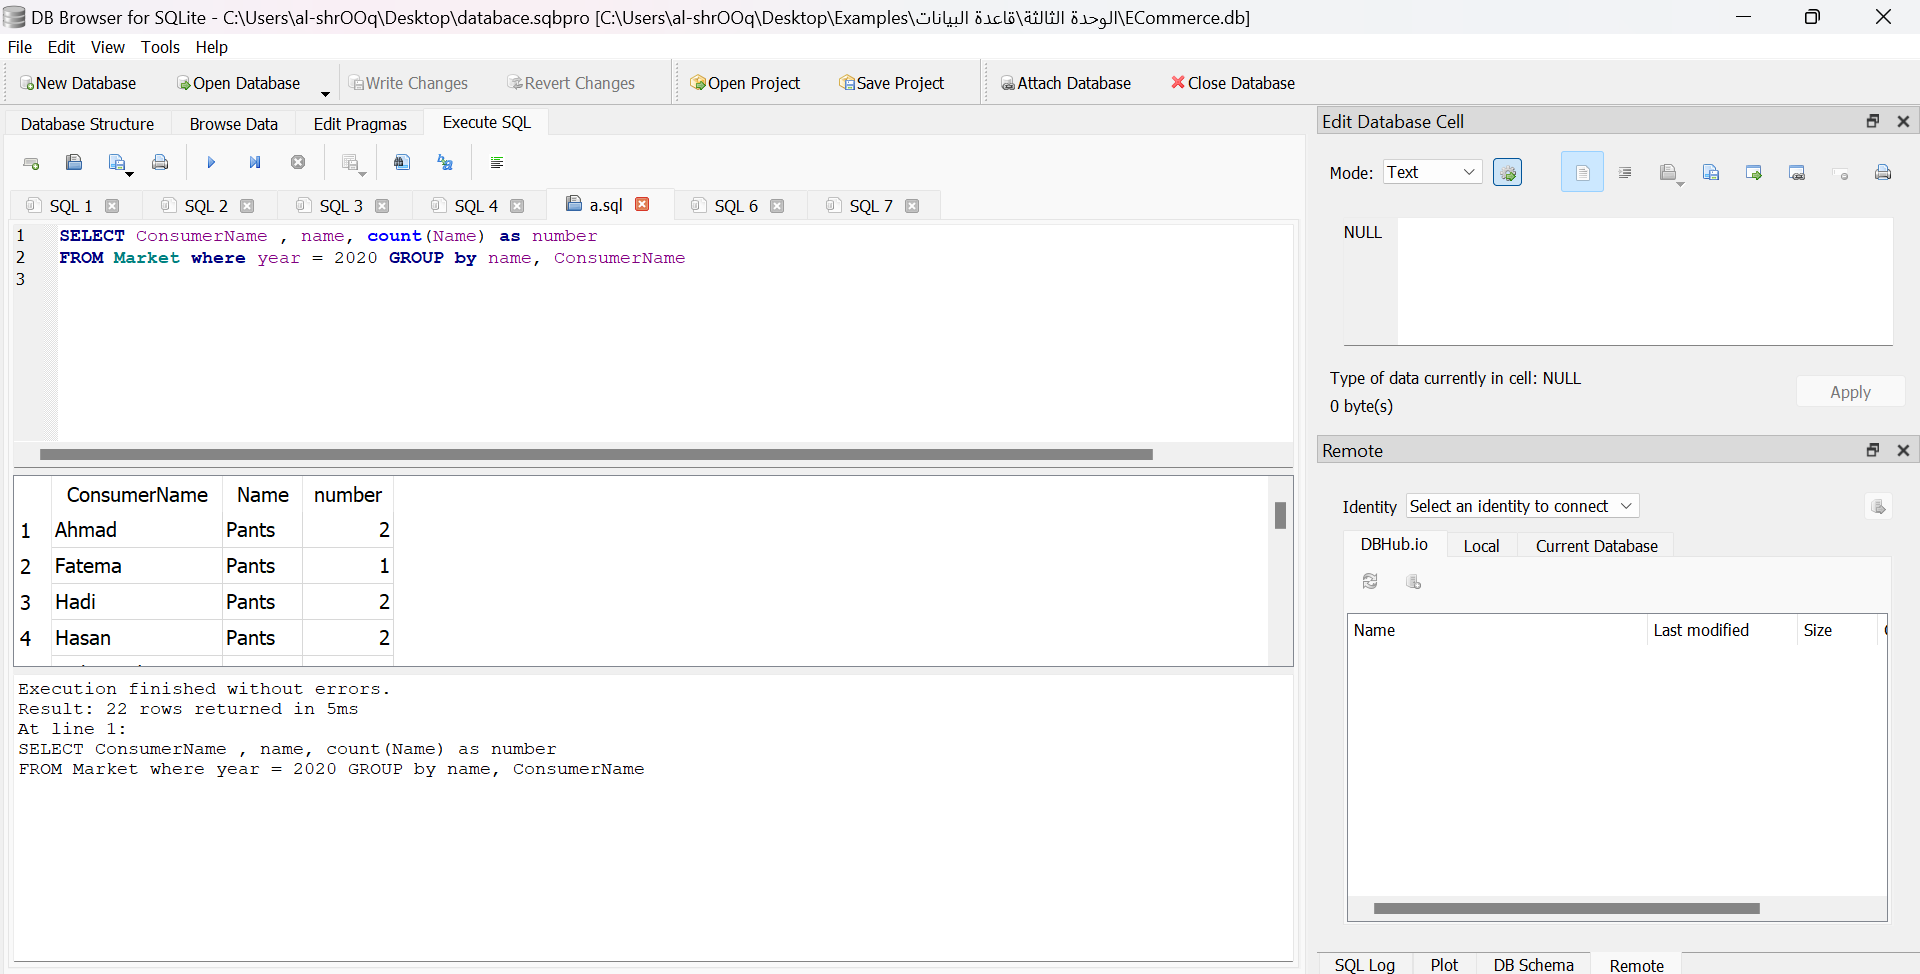 DB Browser for SQLite - C:\Users\al-shrOOq\Desktop\databace.sqbpro [C:\Users\al-shrOOq\Desktop\Examples\الوحدة الثالثة\قاعدة البيانات\ECommerce.db]
File Edit View Tools Help
New Database Open Database Write Changes Revert Changes Open Project Save Project Attach Database Close Database
Database Structure Browse Data Edit Pragmas Execute SQL
SQL 1 SQL 2 SQL 3 SQL 4 a.sql SQL 6 SQL 7
1 SELECT ConsumerName , name, count(Name) as number
2 FROM Market where year = 2020 GROUP by name, ConsumerName
3
ConsumerName Name number
1 Ahmad Pants 2
2 Fatema Pants 1
3 Hadi Pants 2
4 Hasan Pants 2
Execution finished without errors.
Result: 22 rows returned in 5ms
At line 1:
SELECT ConsumerName , name, count(Name) as number
FROM Market where year = 2020 GROUP by name, ConsumerName
Edit Database Cell
Mode: Text
NULL
Type of data currently in cell: NULL
0 byte(s)
Apply
Remote
Identity Select an identity to connect
DBHub.io Local Current Database
Name Last modified Size
SQL Log Plot DB Schema Remote